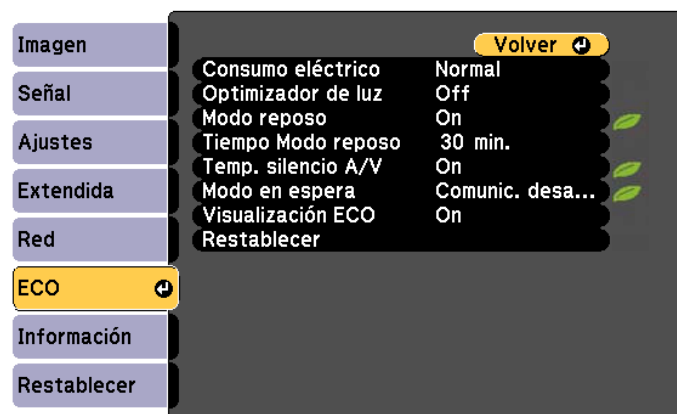 Imagen
Señal
Ajustes
Extendida
Red
ECO
Información
Restablecer
Volver
Consumo eléctrico Normal
Optimizador de luz Off
Modo reposo On
Tiempo Modo reposo 30 min.
Temp. silencio A/V On
Modo en espera Comunic. desa...
Visualización ECO On
Restablecer